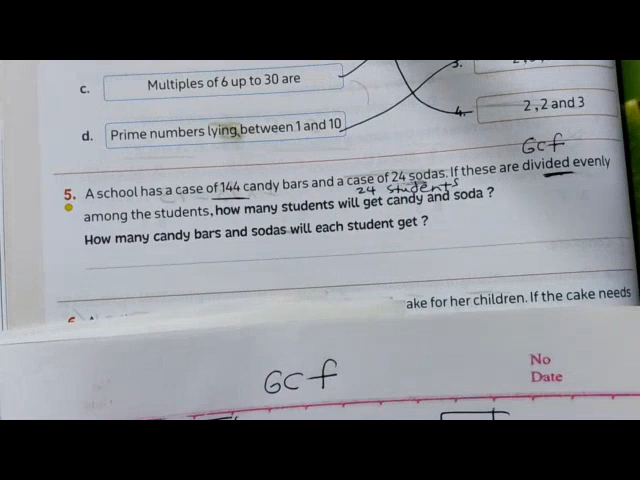 c. Multiples of 6 up to 30 are
3.
d. Prime numbers lying between 1 and 10
4. 2, 2 and 3
GCf
5. A school has a case of 144 candy bars and a case of 24 sodas. If these are divided evenly
24 students
among the students, how many students will get candy and soda ?
How many candy bars and sodas will each student get ?
ake for her children. If the cake needs
GCf
No
Date